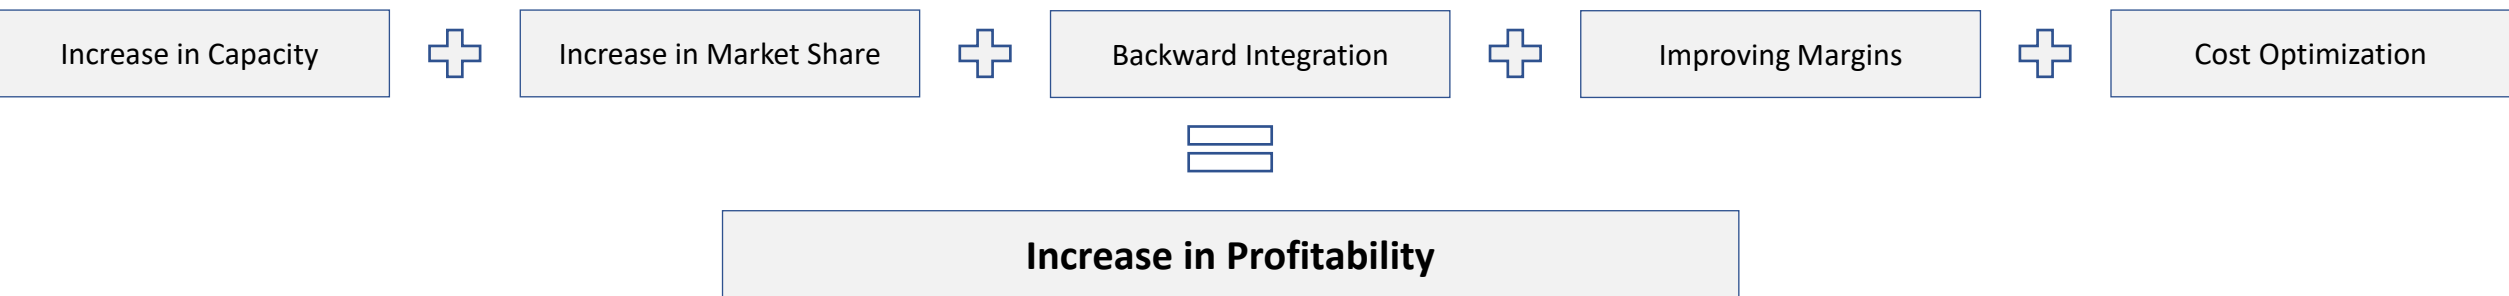 Increase in Capacity
Increase in Market Share
Backward Integration
Improving Margins
Cost Optimization
Increase in Profitability